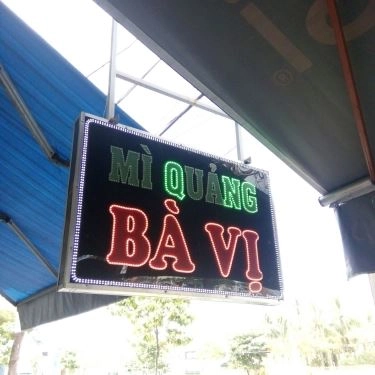 MÌ QUẢNG
BÀ VỊ